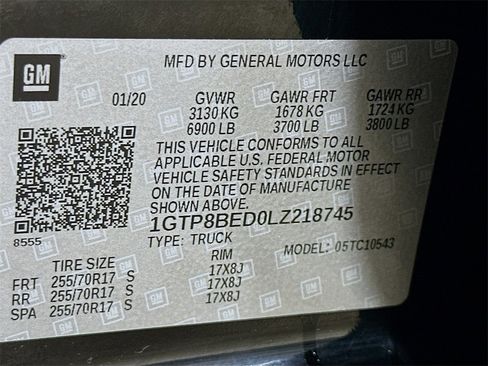 GM
MFD BY GENERAL MOTORS LLC
01/20 GVWR GAWR FRT GAWR RR
3130 KG 1678 KG 1724 KG
6900 LB 3700 LB 3800 LB
THIS VEHICLE CONFORMS TO ALL
APPLICABLE U.S. FEDERAL MOTOR
VEHICLE SAFETY STANDARDS IN EFFECT
ON THE DATE OF MANUFACTURE
SHOWN ABOVE.
8555
1GTP8BED0LZ218745
TYPE: TRUCK MODEL: 05TC10543
TIRE SIZE RIM
FRT 255/70R17 S 17X8J
RR 255/70R17 S 17X8J
SPA 255/70R17 S 17X8J